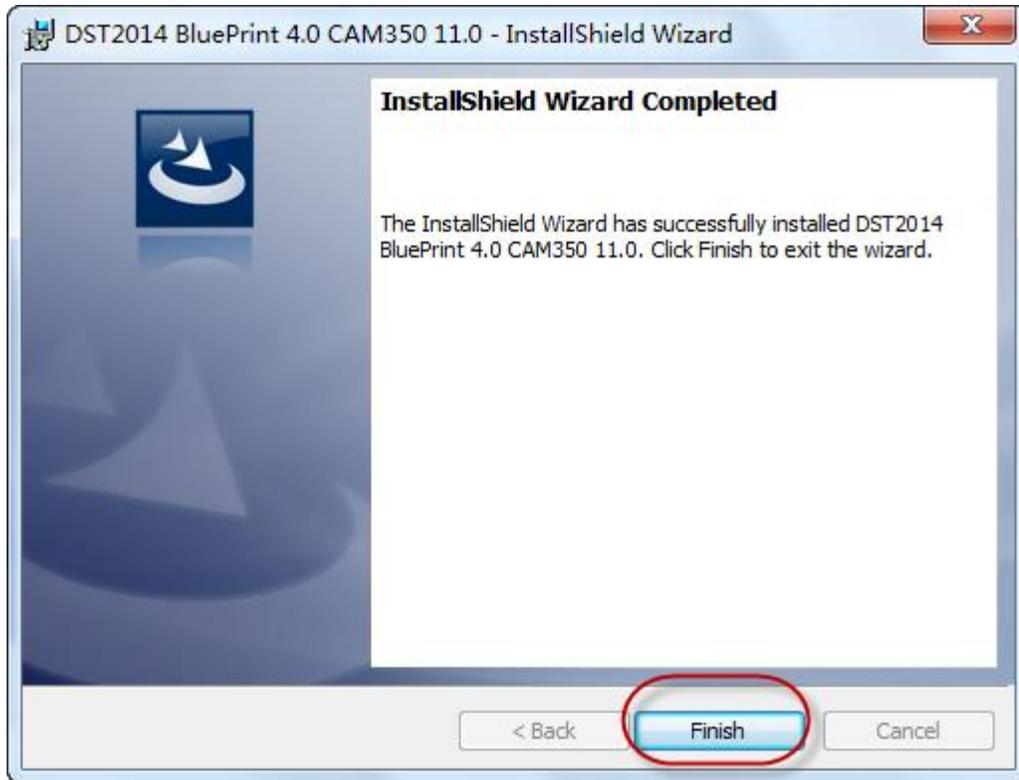 DST2014 BluePrint 4.0 CAM350 11.0 - InstallShield Wizard
InstallShield Wizard Completed
The InstallShield Wizard has successfully installed DST2014
BluePrint 4.0 CAM350 11.0. Click Finish to exit the wizard.
< Back
Finish
Cancel